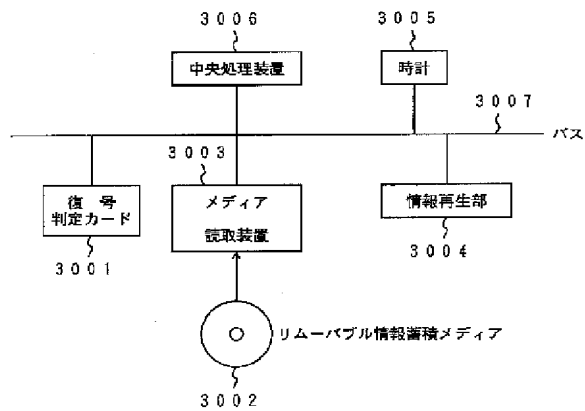 3006
3005
中央処理装置
時計
3007
バス
3003
復号
判定カード
メディア
読取装置
情報再生部
3001
3004
リムーバブル情報蓄積メディア
3002